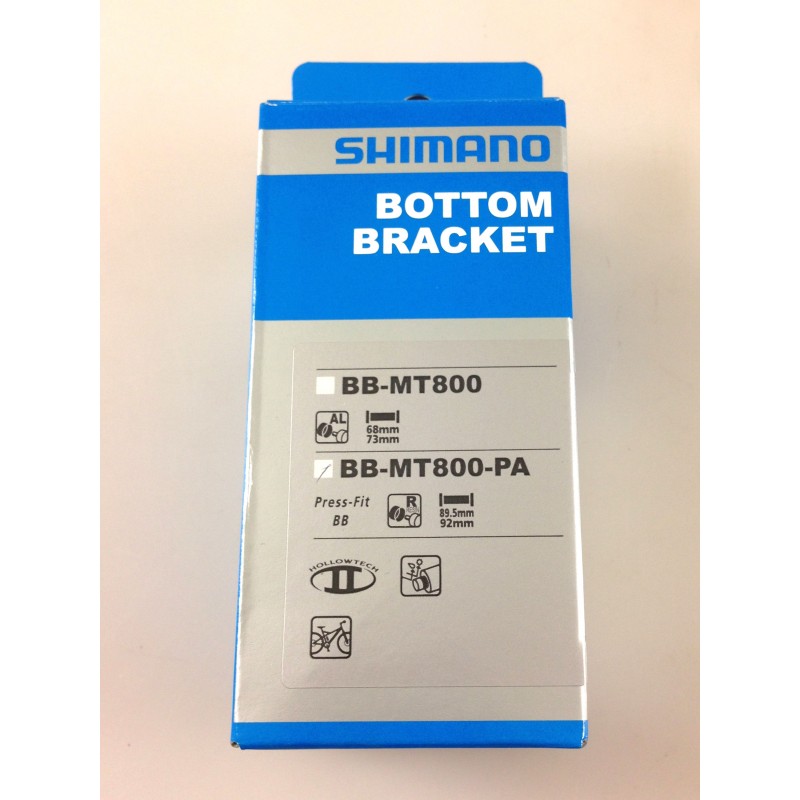 SHIMANO
BOTTOM
BRACKET
BB-MT800
AL
68mm
73mm
BB-MT800-PA
Press-Fit
BB
R
89.5mm
92mm
HOLLOWTECH
II